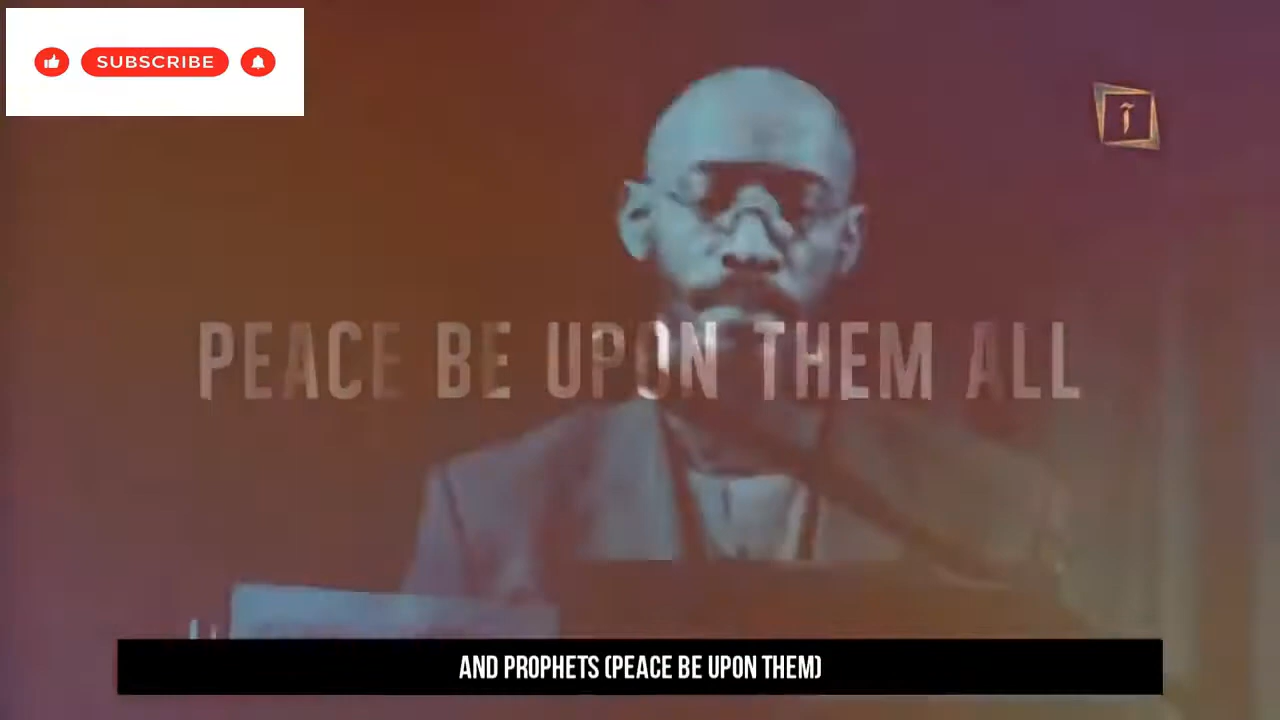 SUBSCRIBE
PEACE BE UPON THEM ALL
AND PROPHETS (PEACE BE UPON THEM)